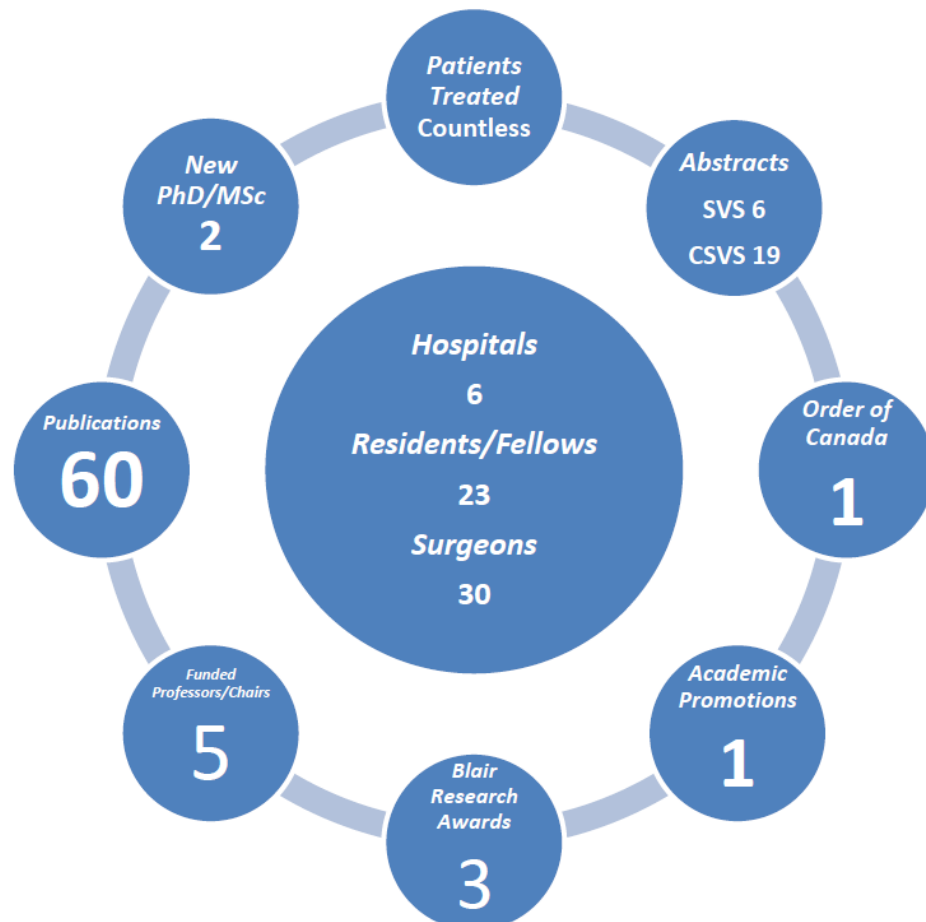 Patients
Treated
Countless
Abstracts
SVS 6
CSVS 19
Order of
Canada
1
Academic
Promotions
1
Blair
Research
Awards
3
Funded
Professors/Chairs
5
Publications
60
New
PhD/MSc
2
Hospitals
6
Residents/Fellows
23
Surgeons
30